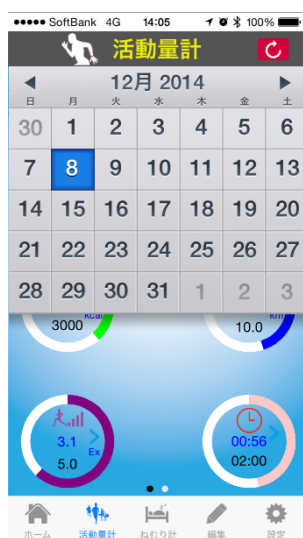 SoftBank 4G 14:05 100%
活動量計
12月 2014
日 月 火 水 木 金 土
30 1 2 3 4 5 6
7 8 9 10 11 12 13
14 15 16 17 18 19 20
21 22 23 24 25 26 27
28 29 30 31 1 2 3
kcal km
3000 10.0
3.1 00:56
Ex
5.0 02:00
ホーム 活動量計 ねむり計 編集 設定